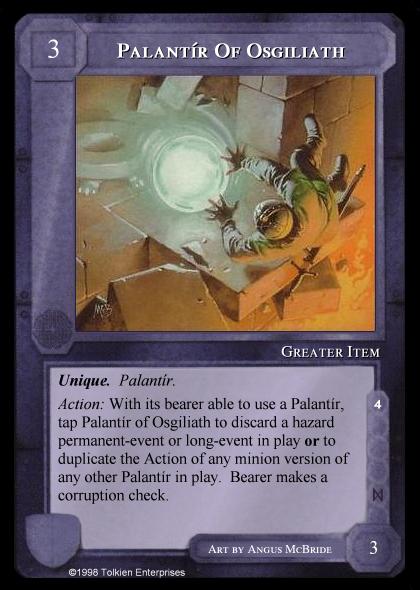 3
PALANTÍR OF OSGILIATH
McB
GREATER ITEM
Unique. Palantír.
Action: With its bearer able to use a Palantír,
tap Palantír of Osgiliath to discard a hazard
permanent-event or long-event in play or to
duplicate the Action of any minion version of
any other Palantír in play. Bearer makes a
corruption check.
4
ART BY ANGUS MCBRIDE
3
©1998 Tolkien Enterprises